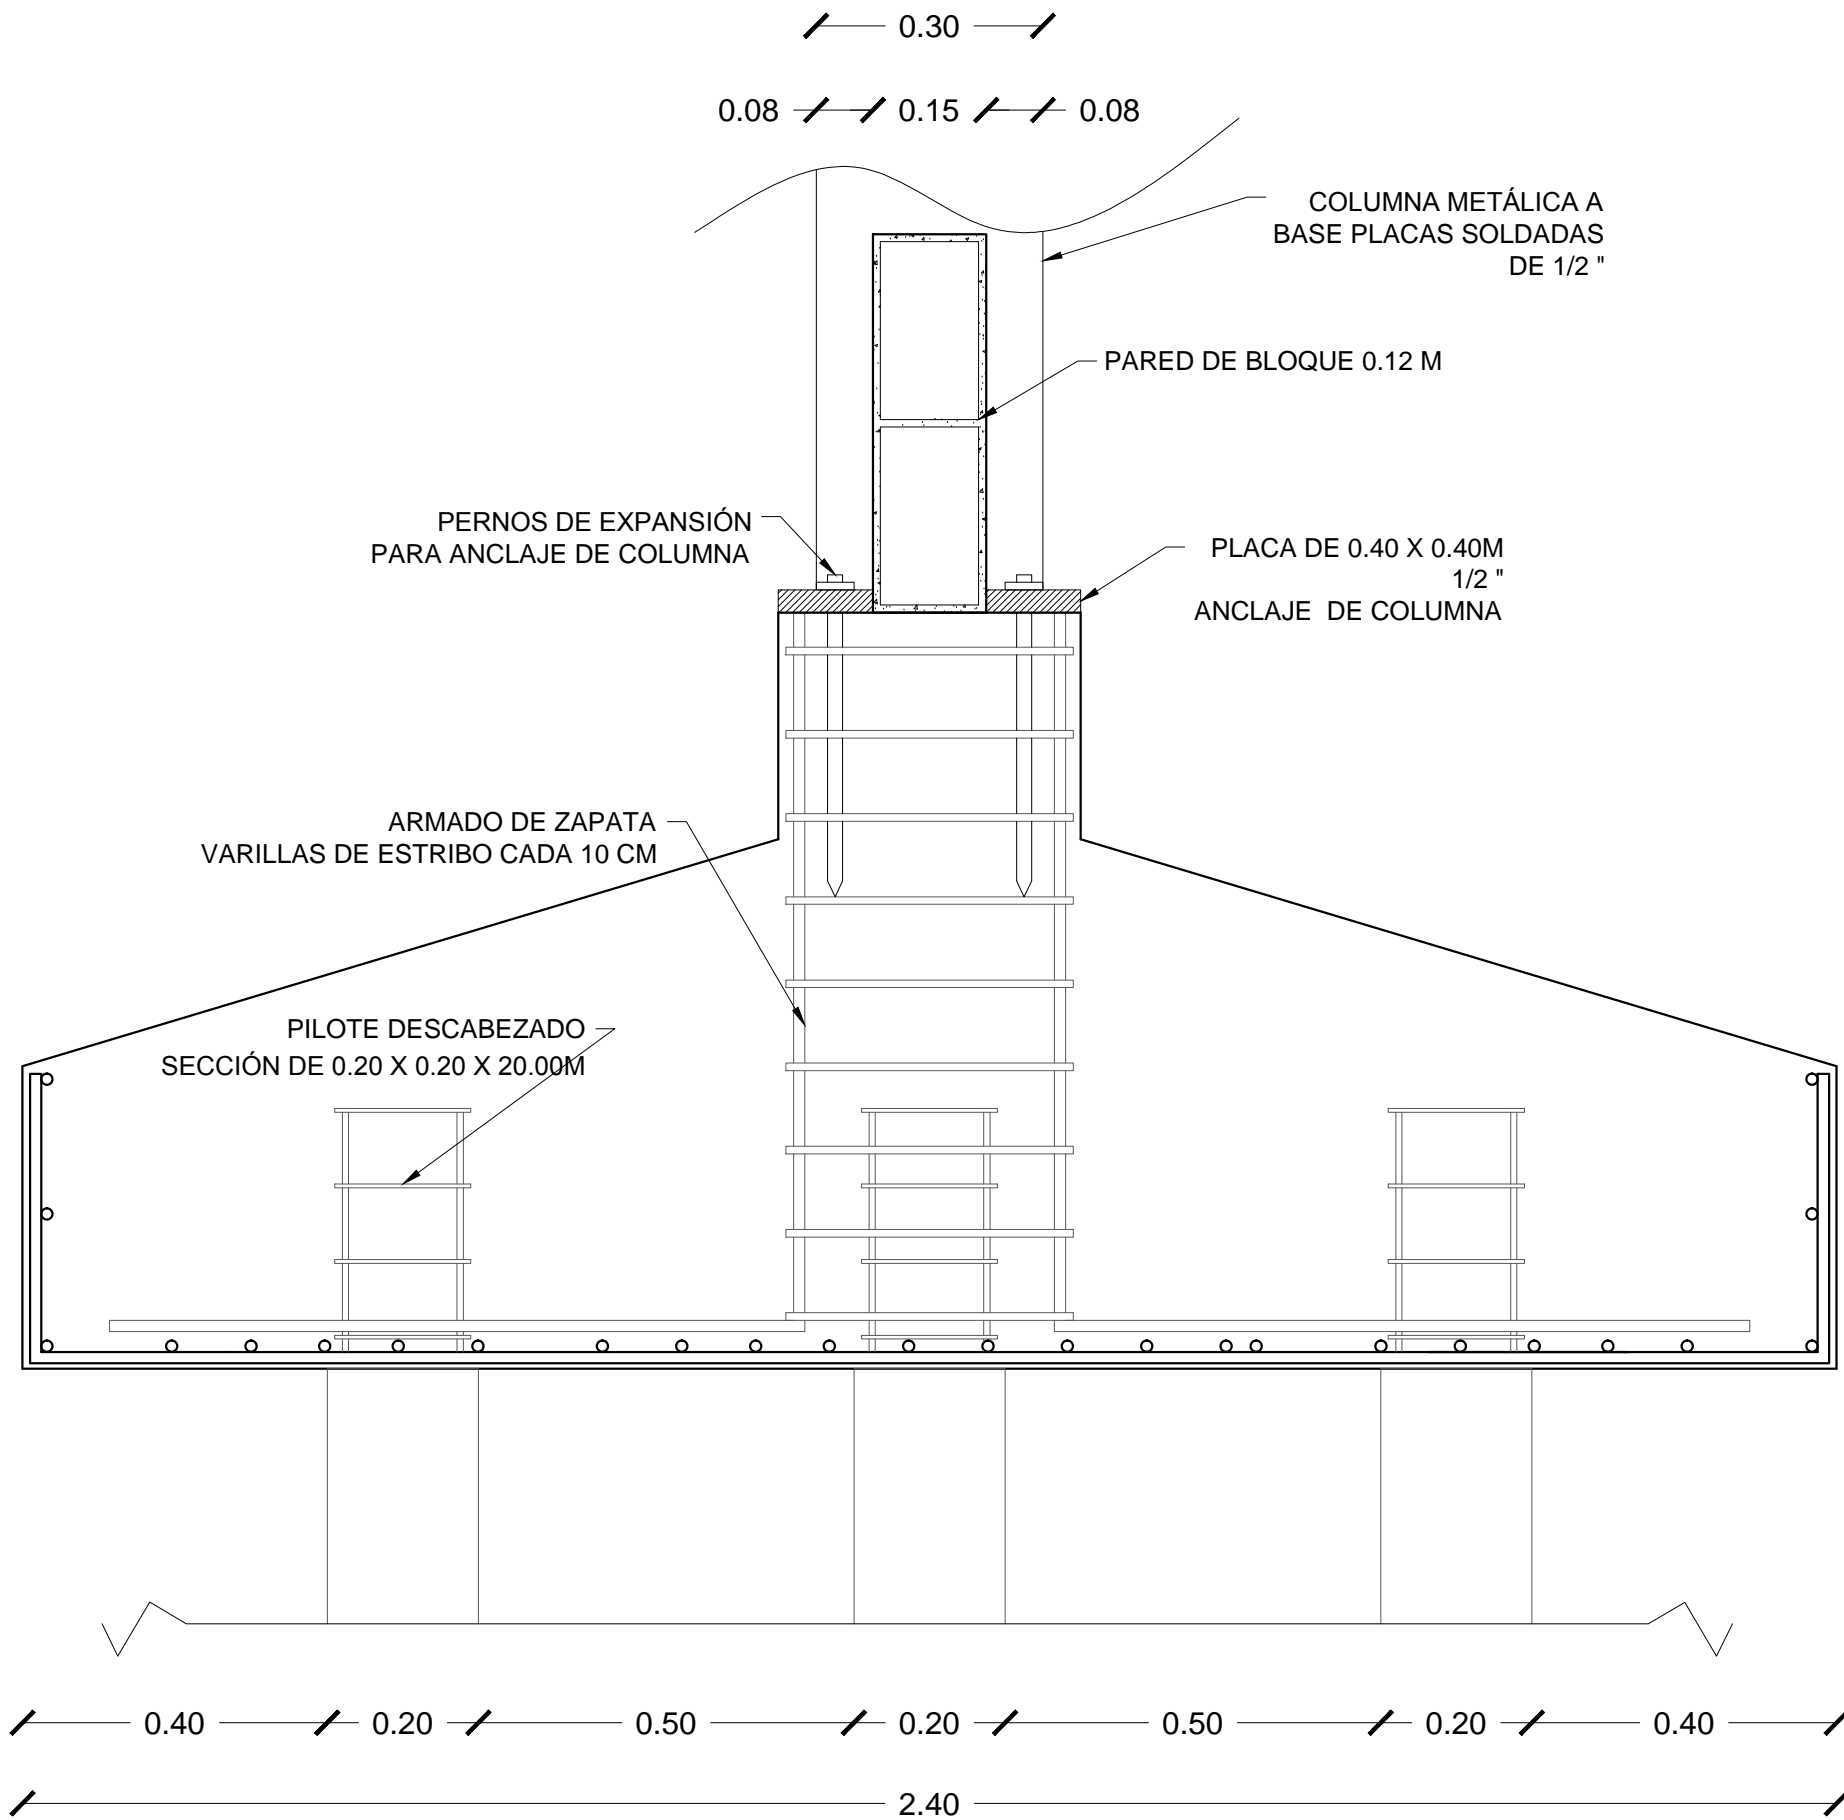 0.30
0.08
0.15
0.08
COLUMNA METÁLICA A
BASE PLACAS SOLDADAS
DE 1/2 "
PARED DE BLOQUE 0.12 M
PERNOS DE EXPANSIÓN
PARA ANCLAJE DE COLUMNA
PLACA DE 0.40 X 0.40M
1/2 "
ANCLAJE DE COLUMNA
ARMADO DE ZAPATA
VARILLAS DE ESTRIBO CADA 10 CM
PILOTE DESCABEZADO
SECCIÓN DE 0.20 X 0.20 X 20.00M
0.40
0.20
0.50
0.20
0.50
0.20
0.40
2.40